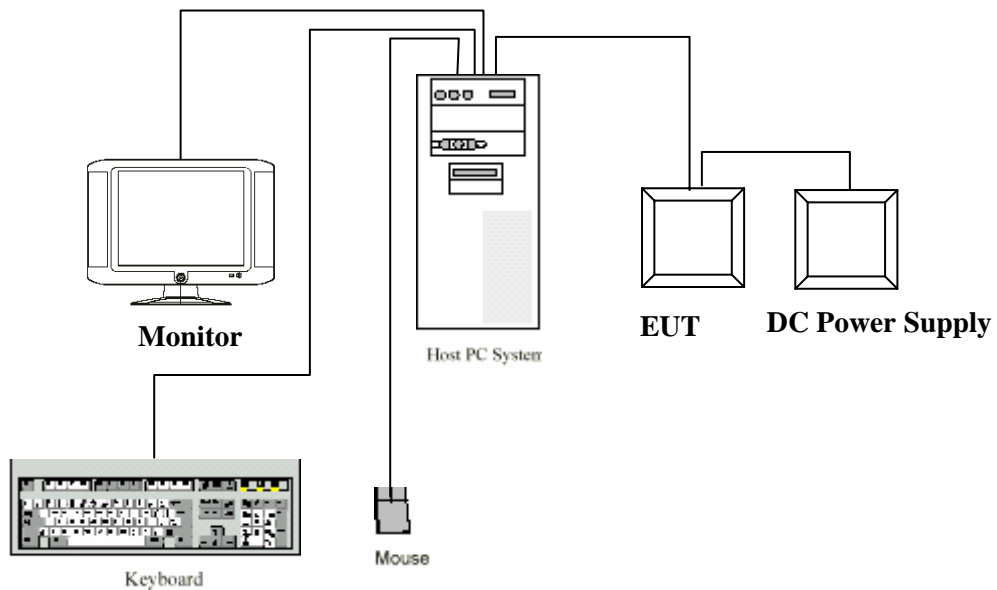 Monitor
EUT
DC Power Supply
Host PC System
Mouse
Keyboard